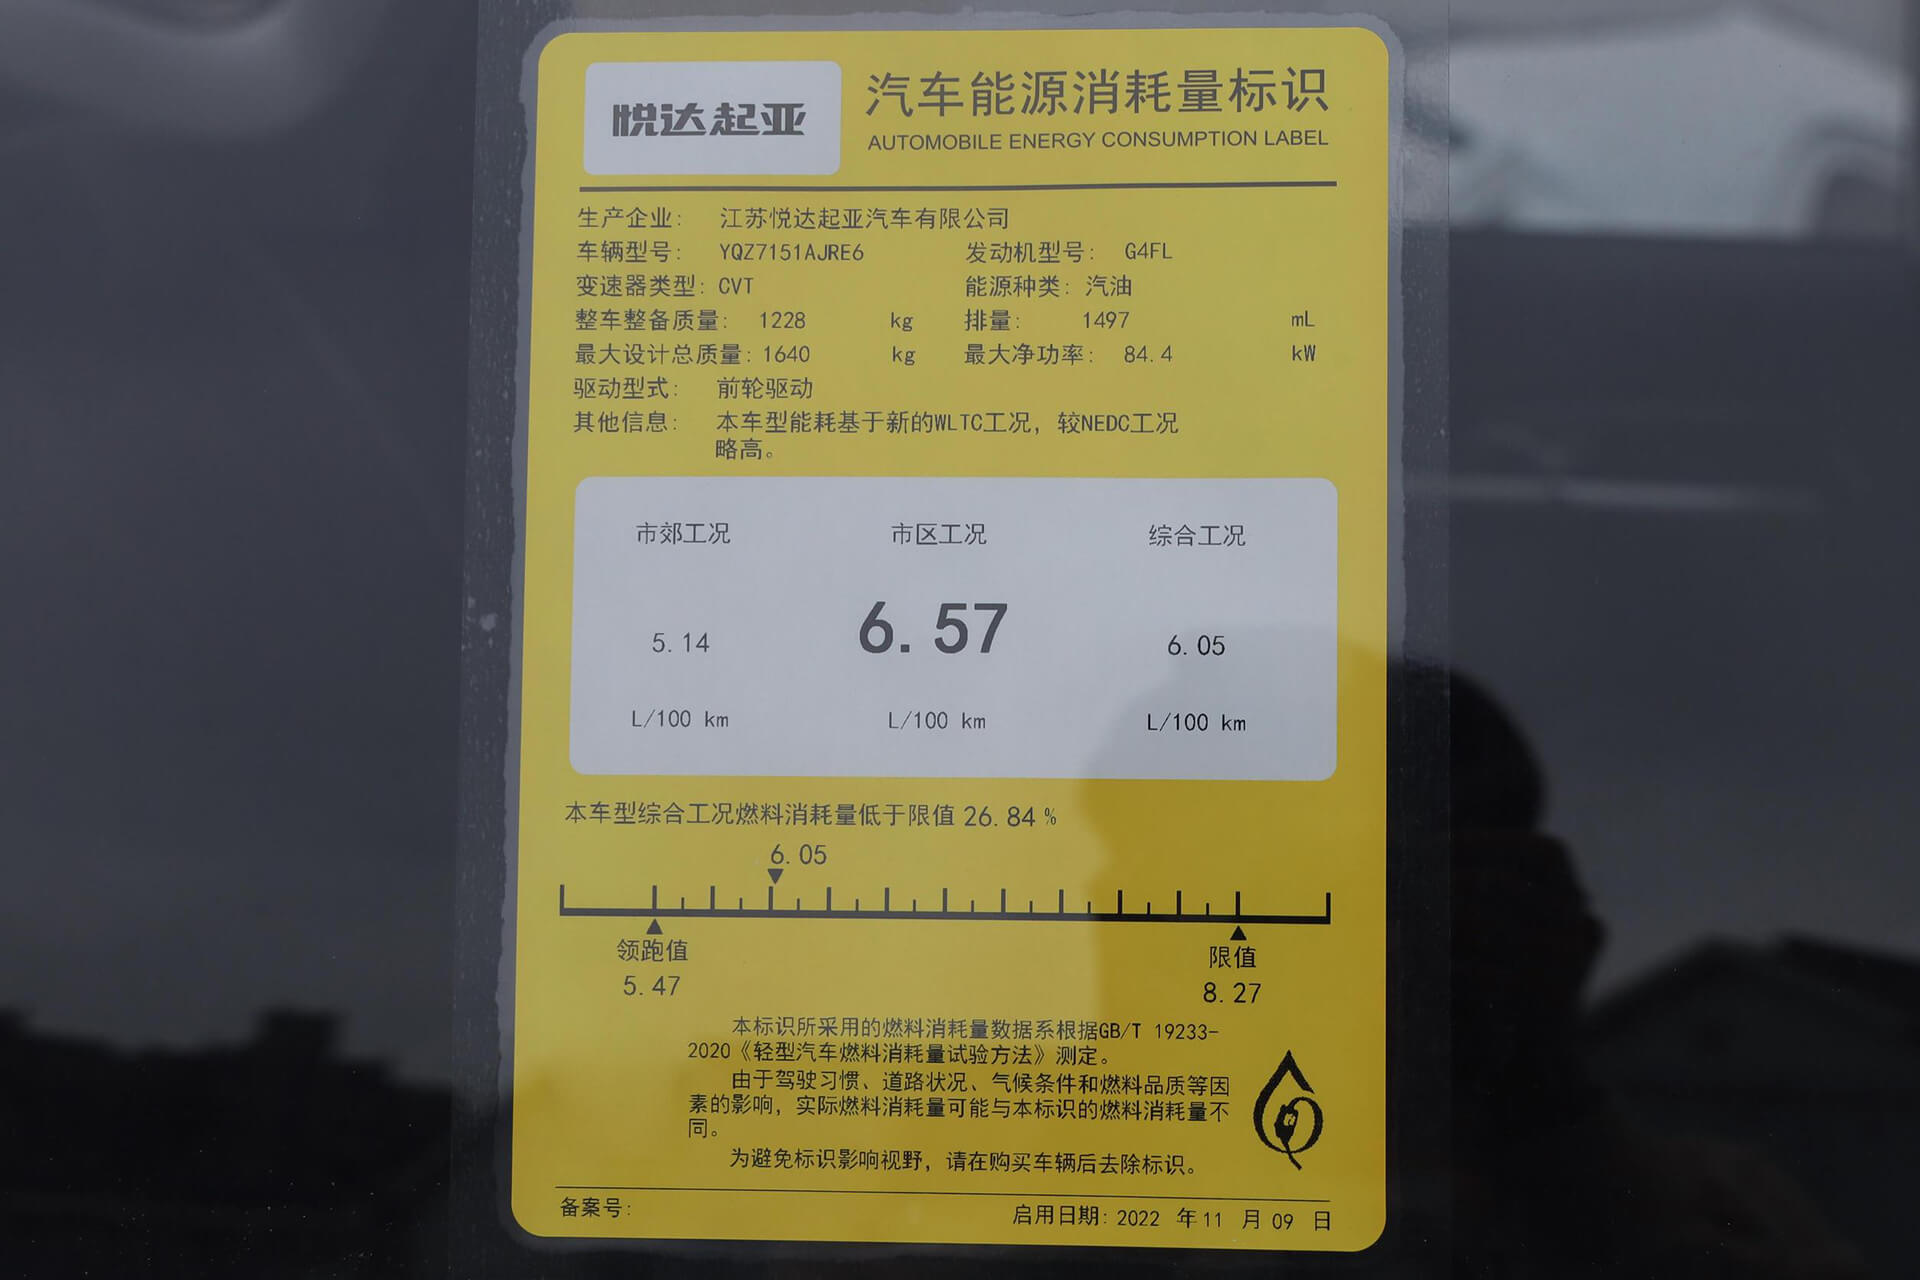 悦达起亚
汽车能源消耗量标识
AUTOMOBILE ENERGY CONSUMPTION LABEL
生产企业： 江苏悦达起亚汽车有限公司
车辆型号： YQZ7151AJRE6 发动机型号： G4FL
变速器类型：CVT 能源种类：汽油
整车整备质量： 1228 kg 排量： 1497 mL
最大设计总质量：1640 kg 最大净功率： 84.4 kW
驱动型式： 前轮驱动
其他信息： 本车型能耗基于新的WLTC工况，较NEDC工况
略高。
市郊工况 市区工况 综合工况
5.14 6.57 6.05
L/100 km L/100 km L/100 km
本车型综合工况燃料消耗量低于限值 26.84 %
6.05
领跑值 限值
5.47 8.27
本标识所采用的燃料消耗量数据系根据GB/T 19233-
2020《轻型汽车燃料消耗量试验方法》测定。
由于驾驶习惯、道路状况、气候条件和燃料品质等因
素的影响，实际燃料消耗量可能与本标识的燃料消耗量不
同。
为避免标识影响视野，请在购买车辆后去除标识。
备案号：
启用日期：2022 年 11 月 09 日